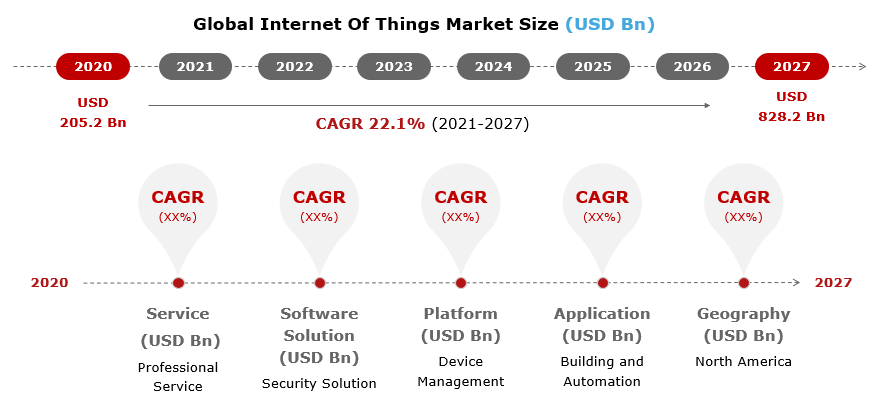 Global Internet Of Things Market Size (USD Bn)
2020 2021 2022 2023 2024 2025 2026 2027
USD
205.2 Bn
USD
828.2 Bn
CAGR 22.1% (2021-2027)
CAGR
(XX%)
CAGR
(XX%)
CAGR
(XX%)
CAGR
(XX%)
CAGR
(XX%)
2020
2027
Service
(USD Bn)
Professional
Service
Software
Solution
(USD Bn)
Security Solution
Platform
(USD Bn)
Device
Management
Application
(USD Bn)
Building and
Automation
Geography
(USD Bn)
North America